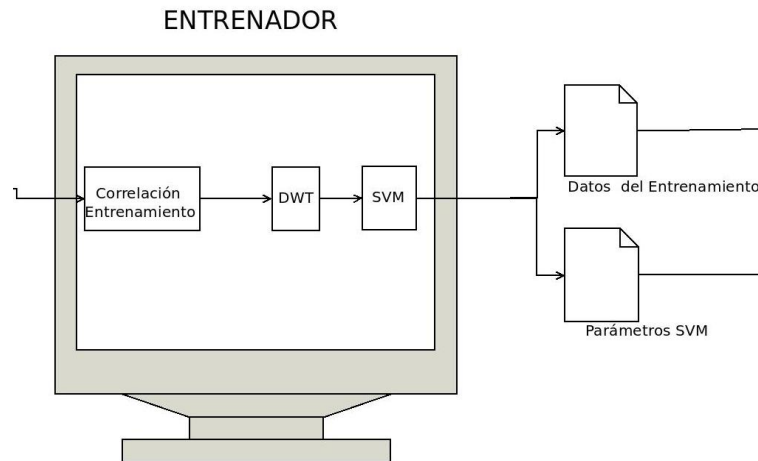 ENTRENADOR
Correlación
Entrenamiento
DWT
SVM
Datos del Entrenamiento
Parámetros SVM